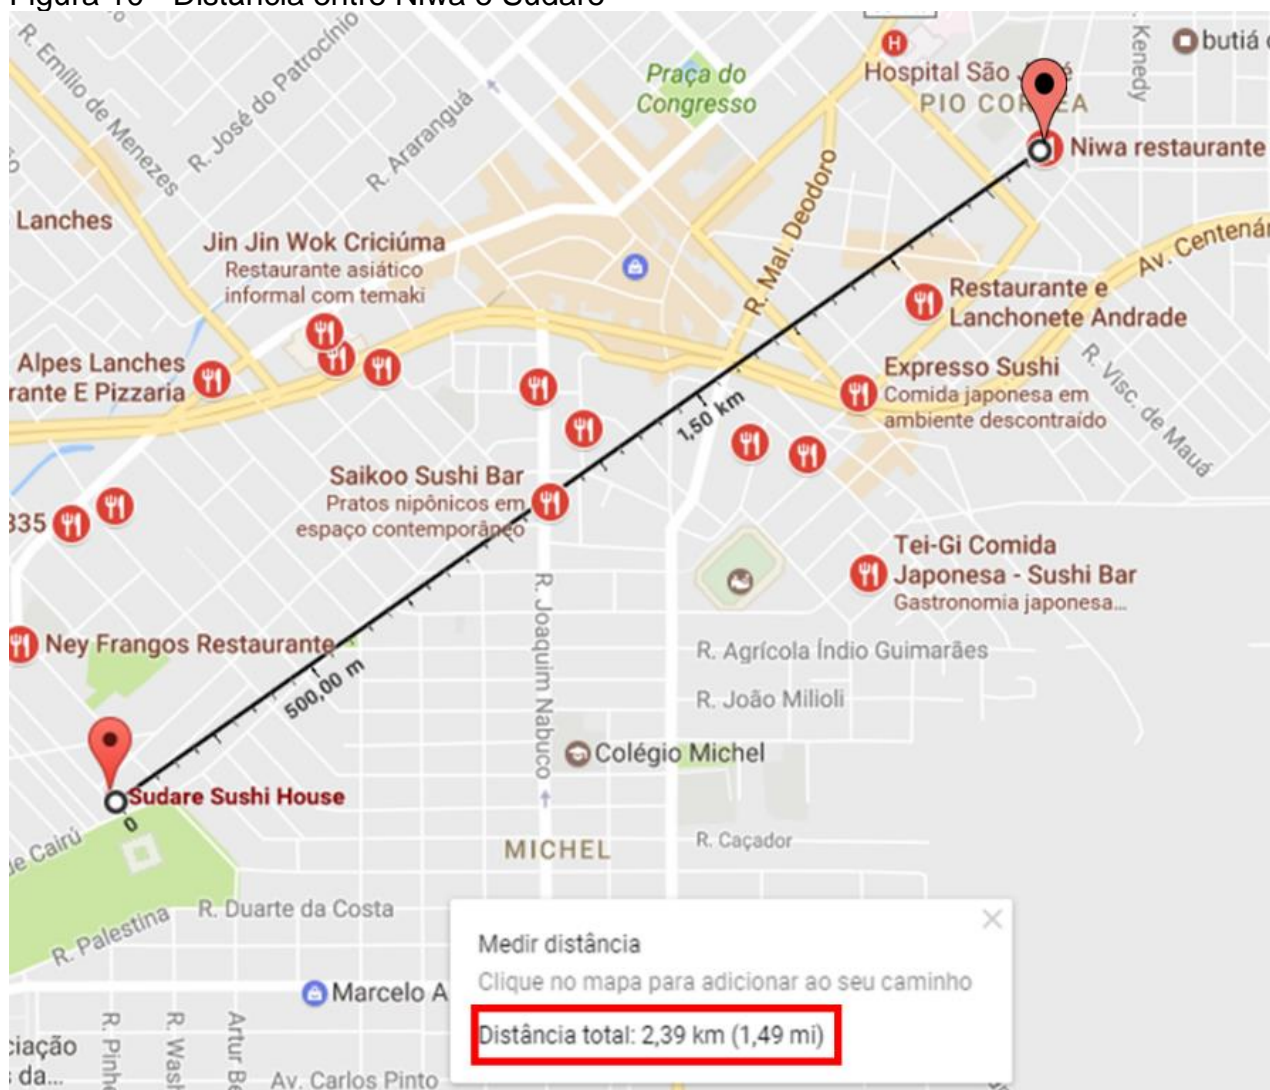 R. Emílio de Menezes
R. José do Patrocínio
R. Araranguá
Praça do
Congresso
Hospital São
PIO
Kenedy
butiá
Niwa restaurante
Lanches
Jin Jin Wok Criciúma
Restaurante asiático
informal com temaki
R. Mal. Deodoro
Av.
Restaurante e
Lanchonete Andrade
Alpes Lanches
E Pizzaria
Expresso Sushi
Comida japonesa em
ambiente descontraído
R. Visc. de Mauá
1,50 km
Saikoo Sushi Bar
Pratos nipônicos em
espaço contemporâneo
335
Tei-Gi Comida
Japonesa - Sushi Bar
Gastronomia japonesa...
R. Joaquim Nabuco
Ney Frangos Restaurante
R. Agrícola Índio Guimarães
500,00 m
R. João Milioli
Colégio Michel
Sudare Sushi House
0
de Cairú
MICHEL
R. Caçador
R. Duarte da Costa
R. Palestina
Medir distância
Clique no mapa para adicionar ao seu caminho
Distância total: 2,39 km (1,49 mi)
Marcelo A
R.
R.
Artur
da...
Av. Carlos Pinto